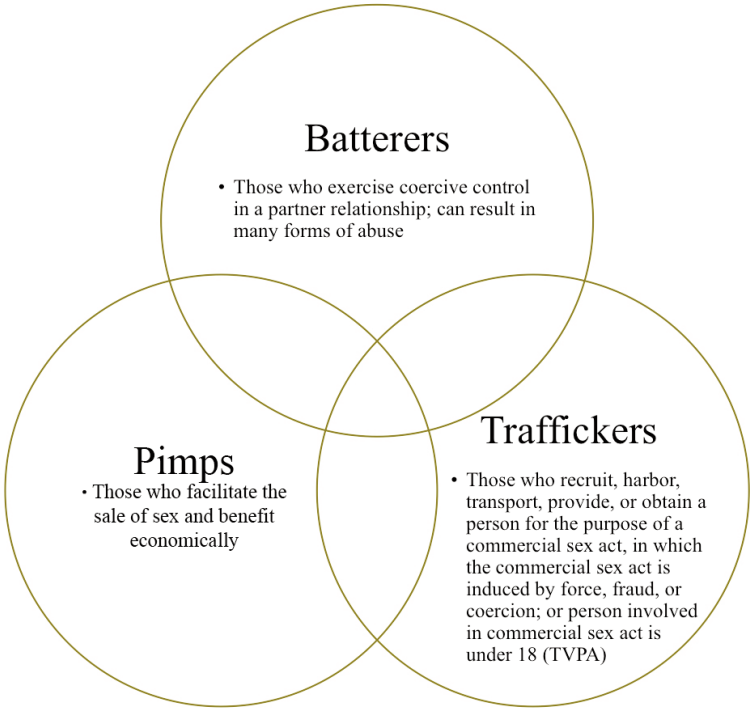 Batterers
• Those who exercise coercive control
in a partner relationship; can result in
many forms of abuse
Pimps
• Those who facilitate the
sale of sex and benefit
economically
Traffickers
• Those who recruit, harbor,
transport, provide, or obtain a
person for the purpose of a
commercial sex act, in which
the commercial sex act is
induced by force, fraud, or
coercion; or person involved
in commercial sex act is
under 18 (TVPA)